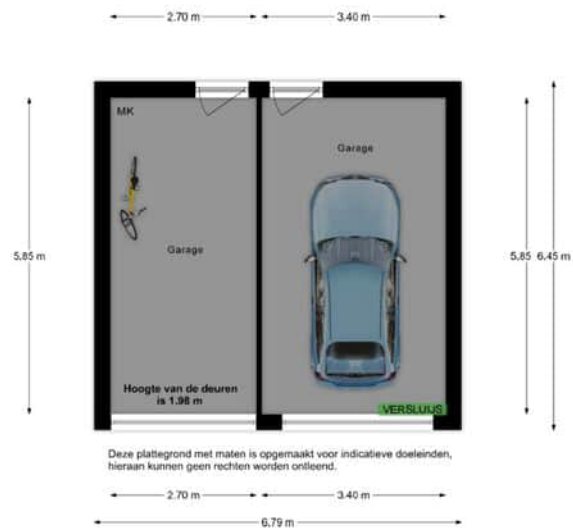 2.70 m 3.40 m
MK
Garage
Garage
5.85 m
5.85 m
6.45 m
Hoogte van de deuren
is 1.98 m
VERSLUIJS
Deze plattegrond met maten is opgemaakt voor indicatieve doeleinden,
hieraan kunnen geen rechten worden ontleend.
2.70 m 3.40 m
6.79 m